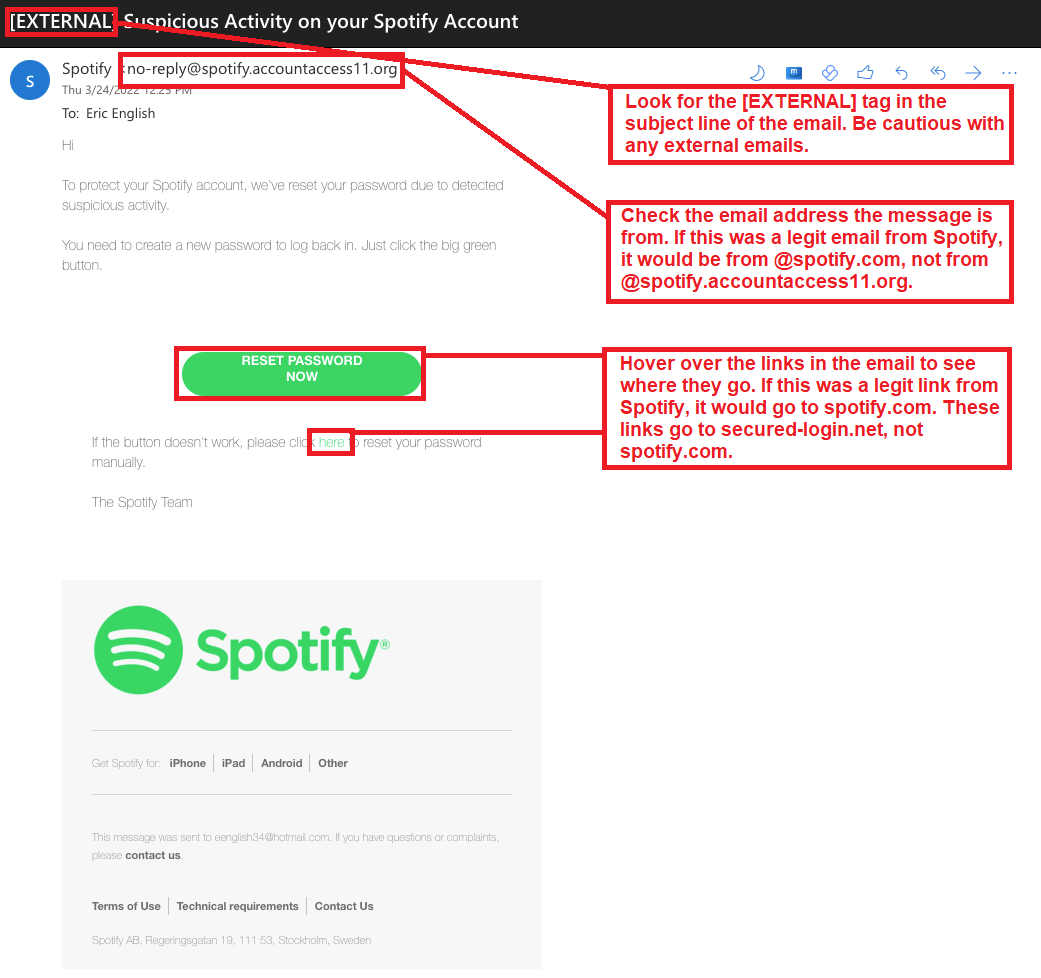 [EXTERNAL] Suspicious Activity on your Spotify Account
S
Spotify <no-reply@spotify.accountaccess11.org
Thu 3/24/2022 12:25 PM
To: Eric English
Look for the [EXTERNAL] tag in the
subject line of the email. Be cautious with
any external emails.
Hi
To protect your Spotify account, we've reset your password due to detected
suspicious activity.
Check the email address the message is
from. If this was a legit email from Spotify,
it would be from @spotify.com, not from
@spotify.accountaccess11.org.
You need to create a new password to log back in. Just click the big green
button.
RESET PASSWORD
NOW
Hover over the links in the email to see
where they go. If this was a legit link from
Spotify, it would go to spotify.com. These
links go to secured-login.net, not
spotify.com.
If the button doesn't work, please click here to reset your password
manually.
The Spotify Team
Spotify®
Get Spotify for: iPhone | iPad | Android | Other
This message was sent to eenglish34@hotmail.com. If you have questions or complaints,
please contact us.
Terms of Use | Technical requirements | Contact Us
Spotify AB, Regeringsgatan 19, 111 53, Stockholm, Sweden